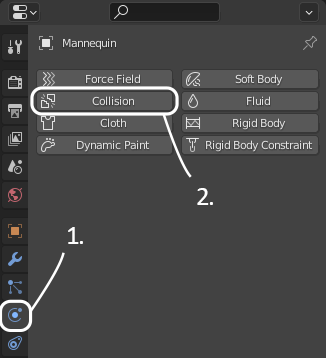 Mannequin
Force Field Soft Body
Collision Fluid
Cloth Rigid Body
Dynamic Paint Rigid Body Constraint
2.
1.